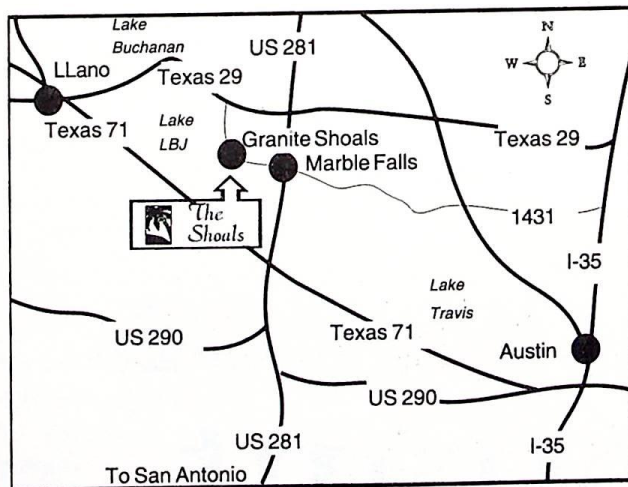 Lake
Buchanan
US 281
N
W
E
S
LLano
Texas 29
Texas 71
Lake
LBJ
Granite Shoals
Marble Falls
Texas 29
The
Shoals
1431
I-35
Lake
Travis
US 290
Texas 71
Austin
US 290
US 281
I-35
To San Antonio